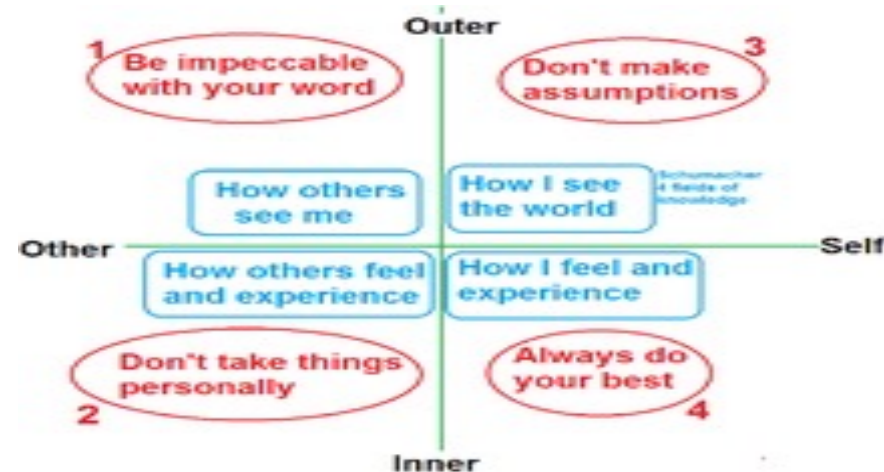 Outer
1
Be impeccable
with your word
3
Don't make
assumptions
How others
see me
How I see
the world
Schumacher
4 fields of
knowledge
Other
Self
How others feel
and experience
How I feel and
experience
Don't take things
personally
2
Always do
your best
4
Inner